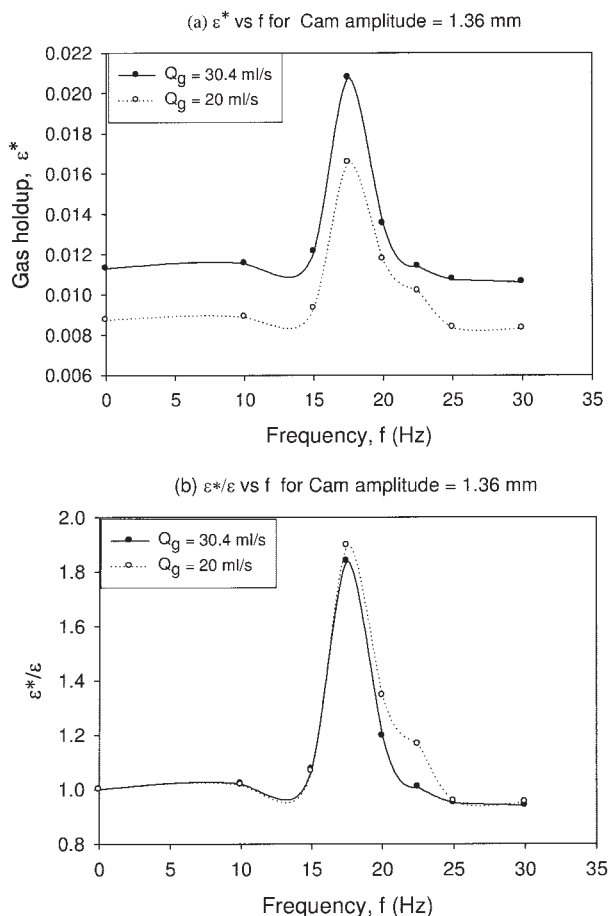 (a) ε* vs f for Cam amplitude = 1.36 mm
Qg = 30.4 ml/s
Qg = 20 ml/s
0.022
0.020
0.018
0.016
0.014
0.012
0.010
0.008
0.006
Gas holdup, ε*
0 5 10 15 20 25 30 35
Frequency, f (Hz)
(b) ε*/ε vs f for Cam amplitude = 1.36 mm
Qg = 30.4 ml/s
Qg = 20 ml/s
2.0
1.8
1.6
1.4
1.2
1.0
0.8
ε*/ε
0 5 10 15 20 25 30 35
Frequency, f (Hz)